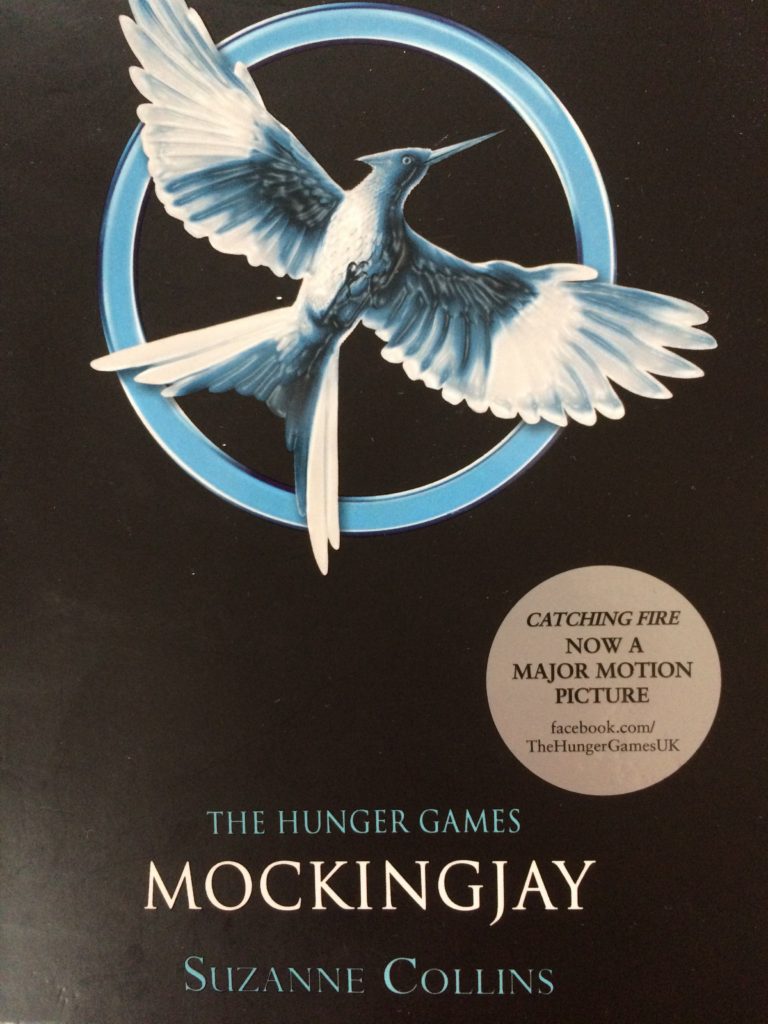 CATCHING FIRE
NOW A
MAJOR MOTION
PICTURE
facebook.com/
TheHungerGamesUK
THE HUNGER GAMES
MOCKINGJAY
SUZANNE COLLINS